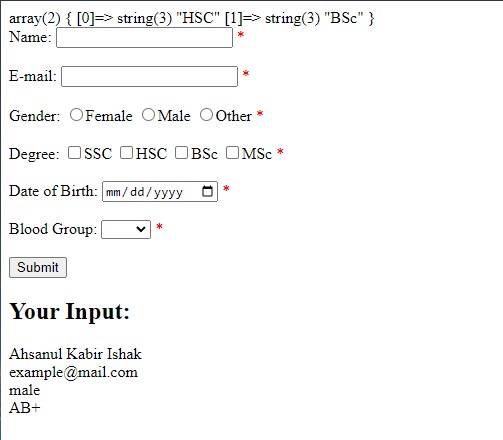 array(2) { [0]=> string(3) "HSC" [1]=> string(3) "BSc" }
Name: *
E-mail: *
Gender: Female Male Other *
Degree: SSC HSC BSc MSc *
Date of Birth: mm/dd/yyyy *
Blood Group: *
Submit
Your Input:
Ahsanul Kabir Ishak
example@mail.com
male
AB+